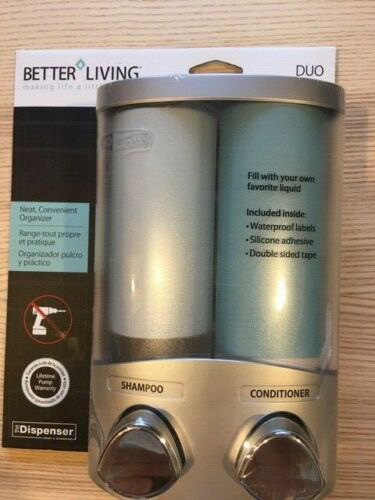 BETTER LIVING
making life a litt
DUO
Neat, Convenient
Organizer
Range-tout propre
et pratique
Organizador pulcro
y práctico
Fill with your own
favorite liquid
Included inside:
• Waterproof labels
• Silicone adhesive
• Double sided tape
Lifetime
Pump
Warranty
SHAMPOO
CONDITIONER
The Dispenser